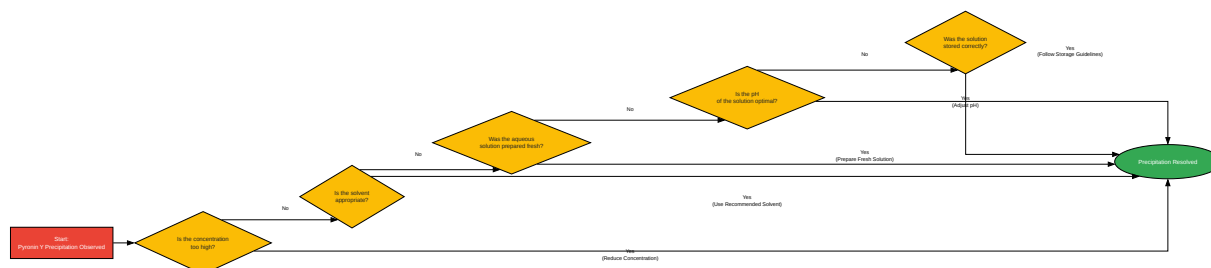 Start:
Pyronin Y Precipitation Observed
Is the concentration
too high?
No
Is the solvent
appropriate?
No
Was the aqueous
solution prepared fresh?
No
Is the pH
of the solution optimal?
No
Was the solution
stored correctly?
Yes
(Follow Storage Guidelines)
Yes
(Adjust pH)
Yes
(Prepare Fresh Solution)
Yes
(Use Recommended Solvent)
Yes
(Reduce Concentration)
Precipitation Resolved